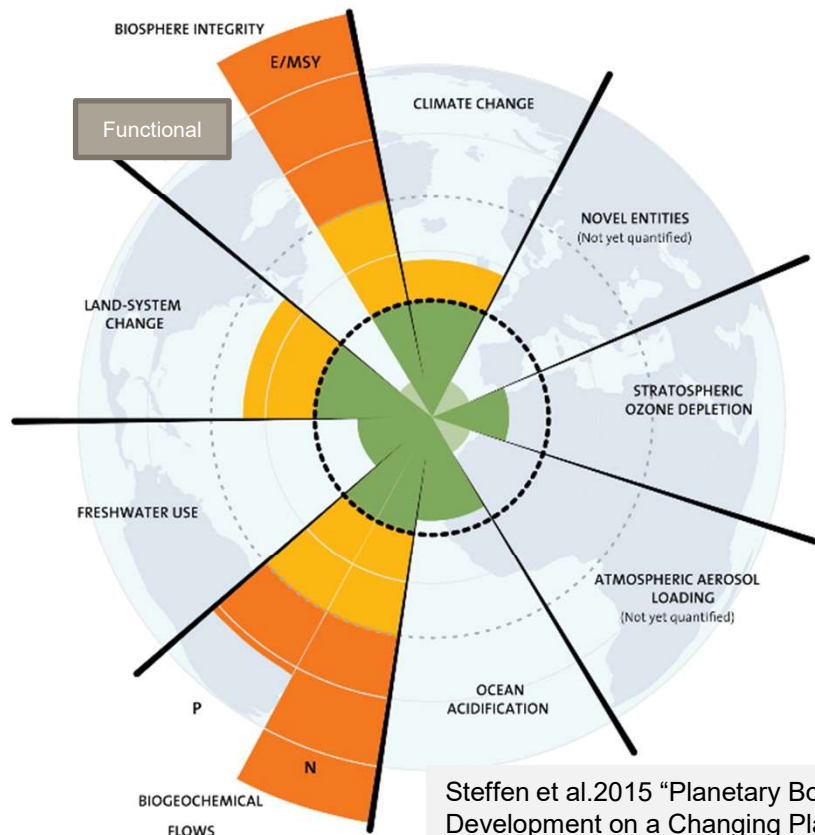 BIOSPHERE INTEGRITY
E/MSY
Functional
CLIMATE CHANGE
NOVEL ENTITIES
(Not yet quantified)
LAND-SYSTEM
CHANGE
STRATOSPHERIC
OZONE DEPLETION
FRESHWATER USE
ATMOSPHERIC AEROSOL
LOADING
(Not yet quantified)
OCEAN
ACIDIFICATION
P
N
BIOGEOCHEMICAL
FLOWS
Steffen et al.2015 “Planetary Bo
Development on a Changing Pla